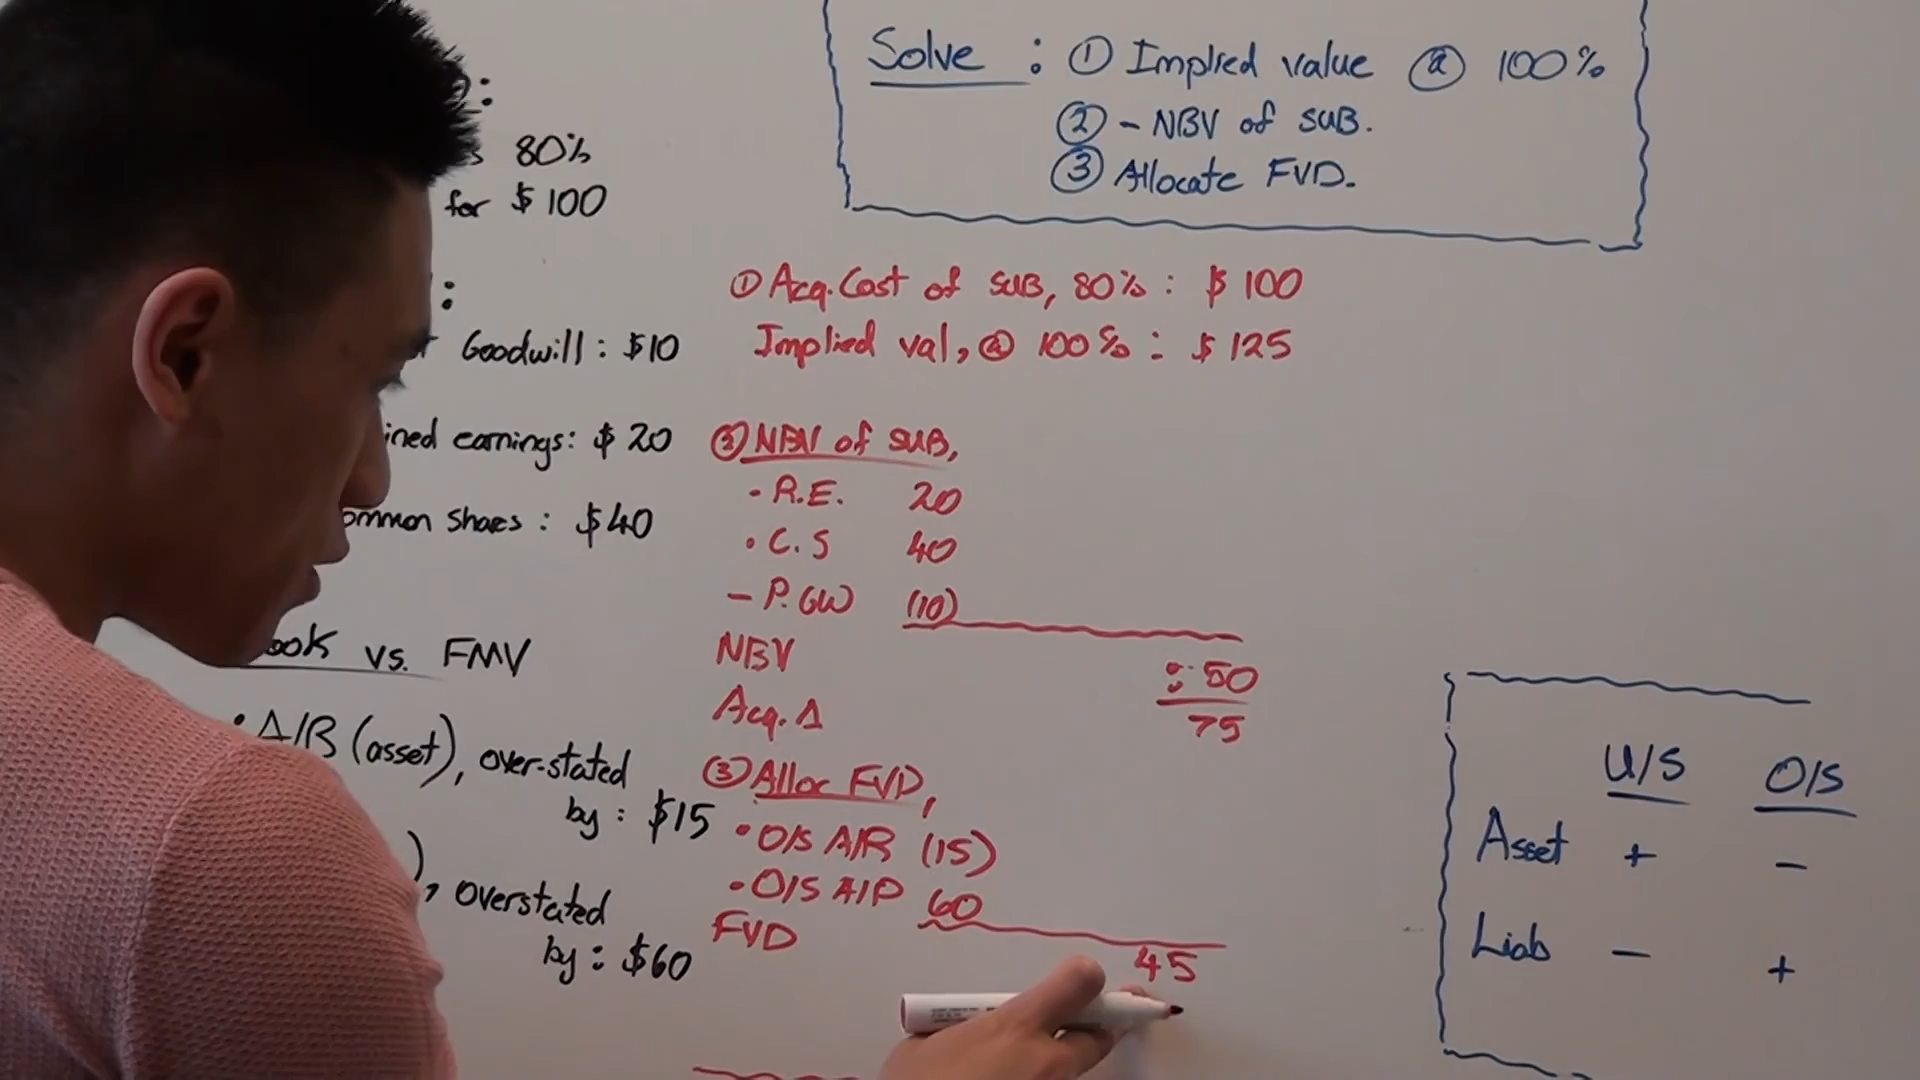 80%
for $100
Goodwill: $10
earnings: $20
Shares: $40
vs. FMV
A/R (asset), over-stated
by: $15
overstated
by: $60
Solve: ① Implied value @ 100%
② - NBV of SUB.
③ Allocate FVD.
① Acq. Cost of SUB, 80%: $100
Implied val, @ 100%: $125
② NBV of SUB,
· R.E. 20
· C.S 40
- P. GW (10)
NBV 50
Acq. Δ 75
③ Alloc FVD,
· O/S A/R (15)
· O/S A/P 60
FVD 45
U/S O/S
Asset + -
Liab - +